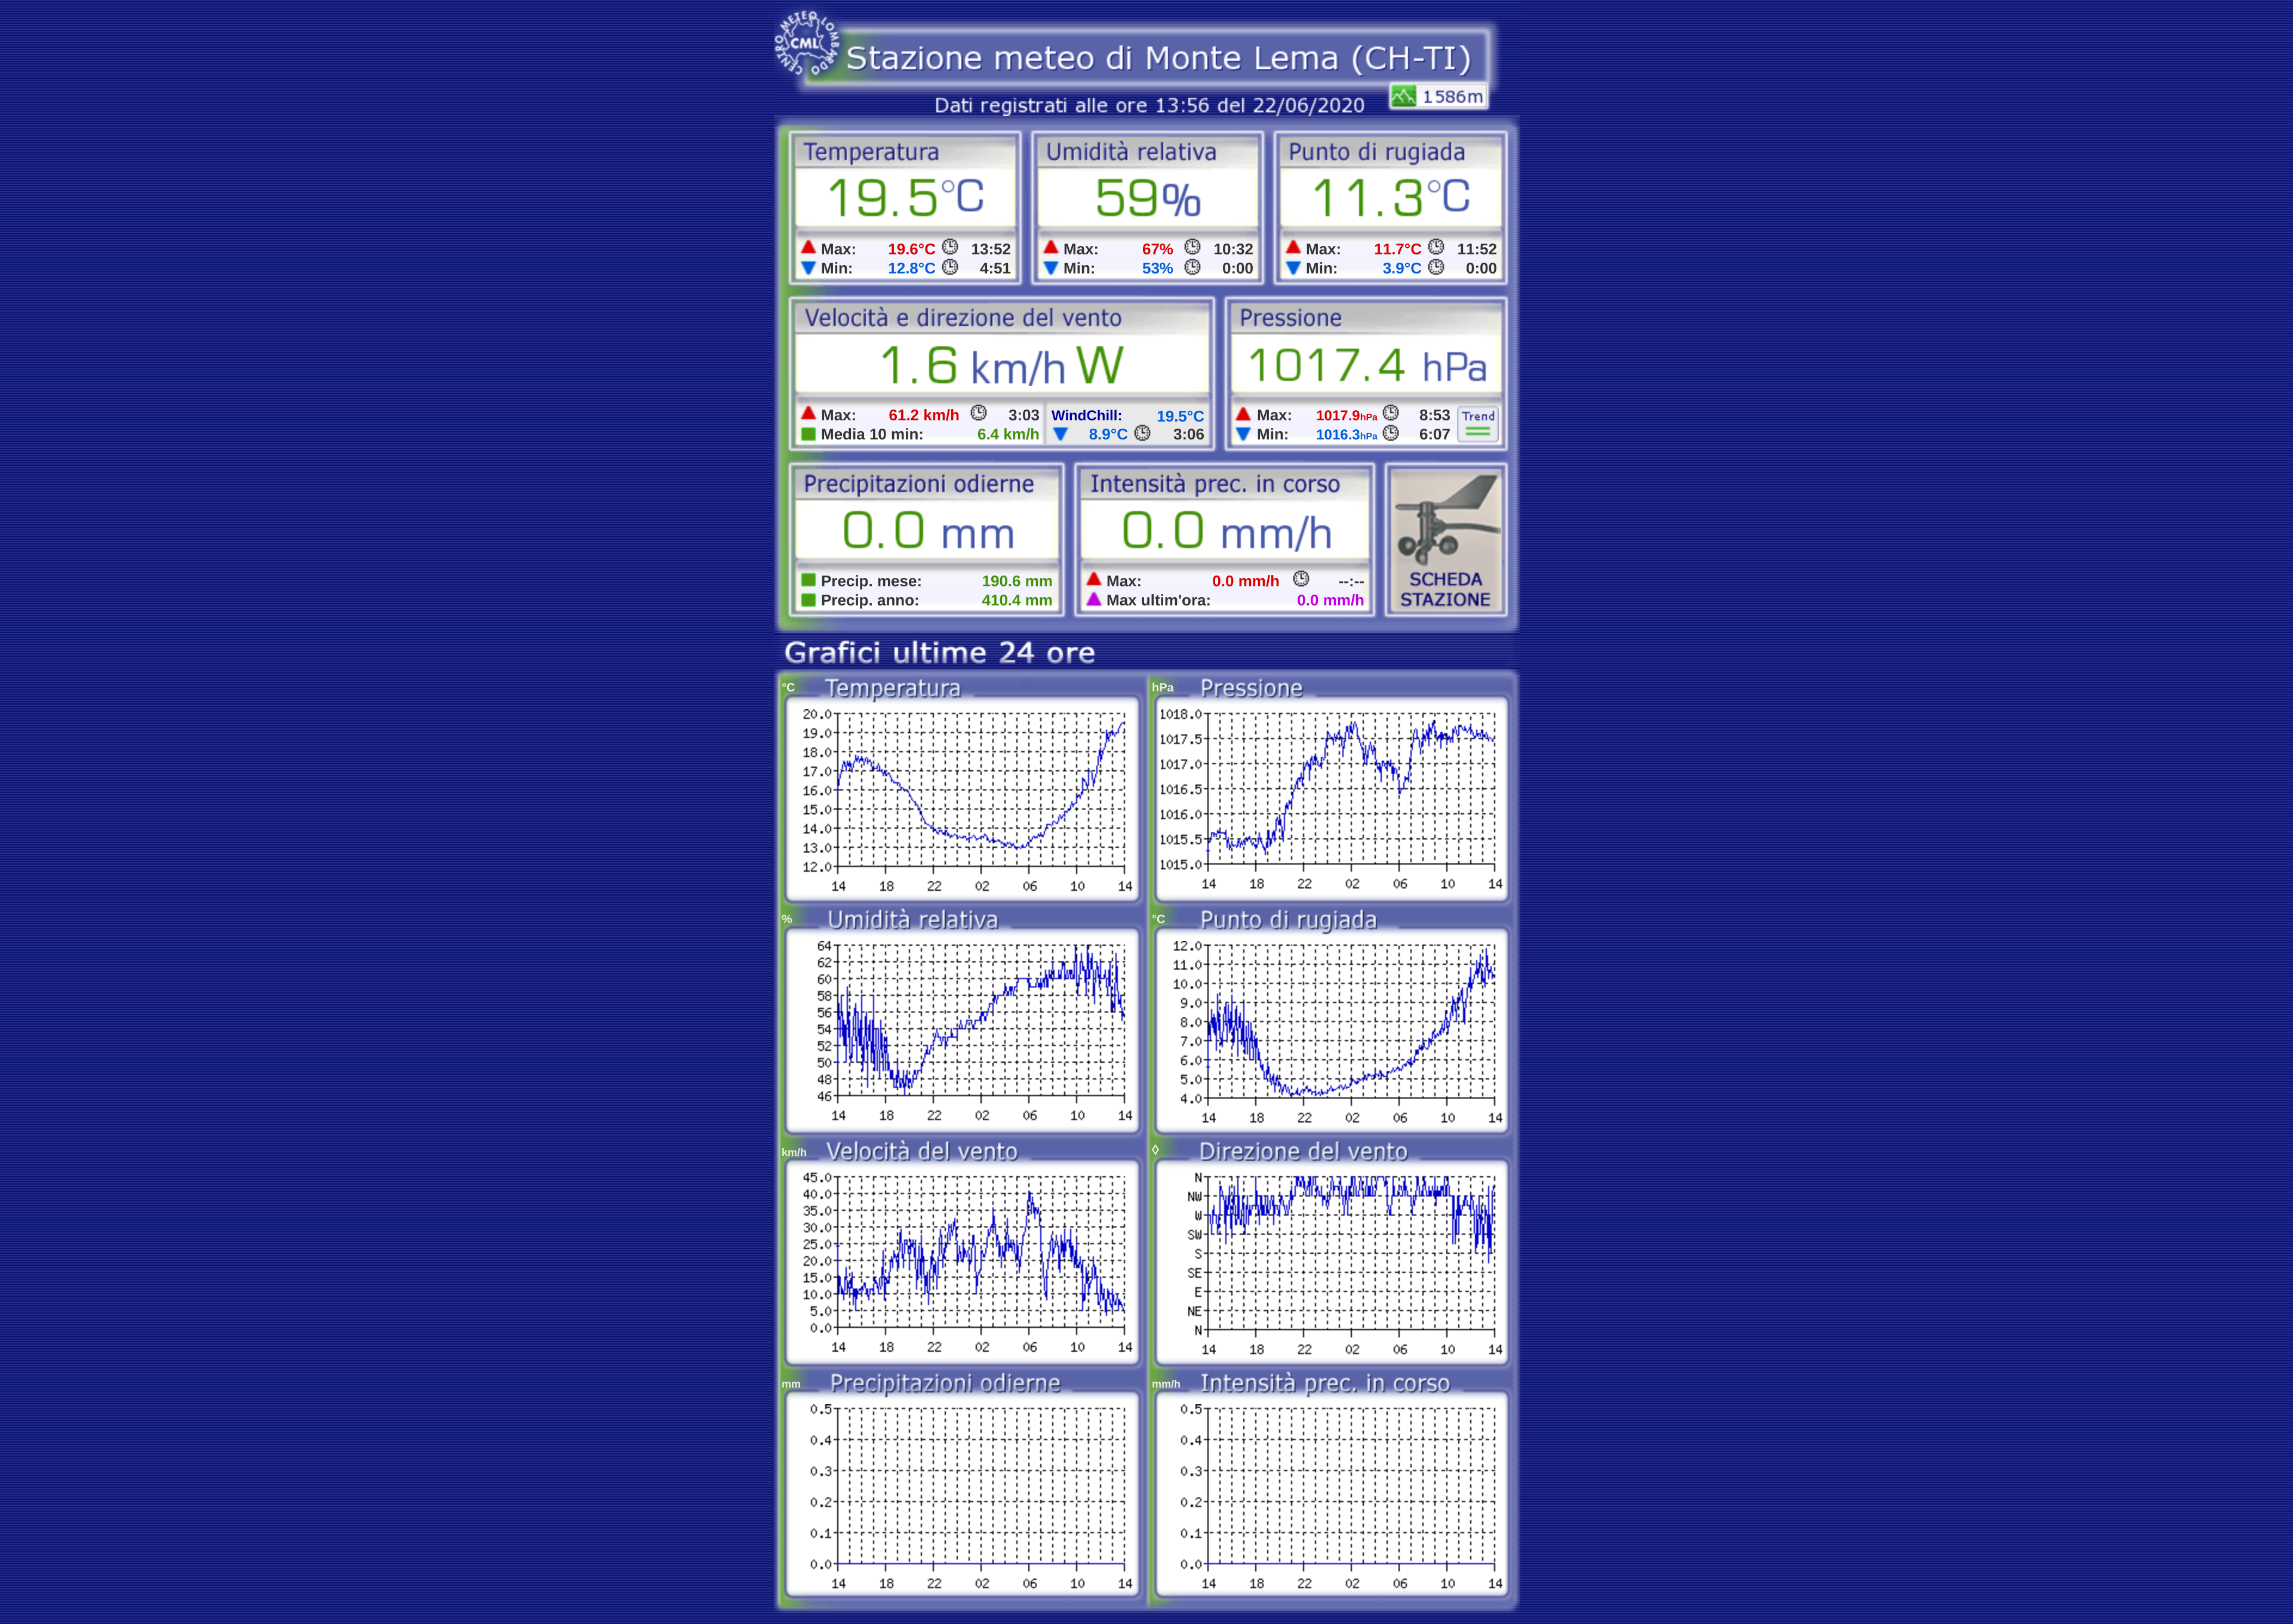 CENTRO METEO LOMBARDO
CML
Stazione meteo di Monte Lema (CH-TI)
Dati registrati alle ore 13:56 del 22/06/2020
1586m
Temperatura
19.5°C
Max: 19.6°C 13:52
Min: 12.8°C 4:51
Umidità relativa
59%
Max: 67% 10:32
Min: 53% 0:00
Punto di rugiada
11.3°C
Max: 11.7°C 11:52
Min: 3.9°C 0:00
Velocità e direzione del vento
1.6 km/h W
Max: 61.2 km/h 3:03
Media 10 min: 6.4 km/h
WindChill: 19.5°C
8.9°C 3:06
Pressione
1017.4 hPa
Max: 1017.9hPa 8:53
Min: 1016.3hPa 6:07
Trend
Precipitazioni odierne
0.0 mm
Precip. mese: 190.6 mm
Precip. anno: 410.4 mm
Intensità prec. in corso
0.0 mm/h
Max: 0.0 mm/h --:--
Max ultim'ora: 0.0 mm/h
SCHEDA
STAZIONE
Grafici ultime 24 ore
°C Temperatura
20.0
19.0
18.0
17.0
16.0
15.0
14.0
13.0
12.0
14 18 22 02 06 10 14
hPa Pressione
1018.0
1017.5
1017.0
1016.5
1016.0
1015.5
1015.0
14 18 22 02 06 10 14
% Umidità relativa
64
62
60
58
56
54
52
50
48
46
14 18 22 02 06 10 14
°C Punto di rugiada
12.0
11.0
10.0
9.0
8.0
7.0
6.0
5.0
4.0
14 18 22 02 06 10 14
km/h Velocità del vento
45.0
40.0
35.0
30.0
25.0
20.0
15.0
10.0
5.0
0.0
14 18 22 02 06 10 14
◊ Direzione del vento
N
NW
W
SW
S
SE
E
NE
N
14 18 22 02 06 10 14
mm Precipitazioni odierne
0.5
0.4
0.3
0.2
0.1
0.0
14 18 22 02 06 10 14
mm/h Intensità prec. in corso
0.5
0.4
0.3
0.2
0.1
0.0
14 18 22 02 06 10 14